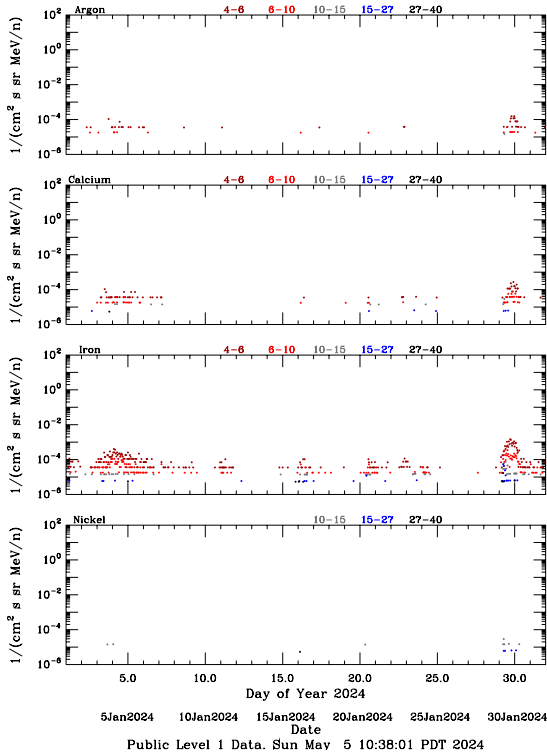 Argon 4-6 6-10 10-15 15-27 27-40
10² 10⁰ 10⁻² 10⁻⁴ 10⁻⁶
1/(cm² s sr MeV/n)
Calcium 4-6 6-10 10-15 15-27 27-40
10² 10⁰ 10⁻² 10⁻⁴ 10⁻⁶
1/(cm² s sr MeV/n)
Iron 4-6 6-10 10-15 15-27 27-40
10² 10⁰ 10⁻² 10⁻⁴ 10⁻⁶
1/(cm² s sr MeV/n)
Nickel 10-15 15-27 27-40
10² 10⁰ 10⁻² 10⁻⁴ 10⁻⁶
1/(cm² s sr MeV/n)
5.0 10.0 15.0 20.0 25.0 30.0
Day of Year 2024
5Jan2024 10Jan2024 15Jan2024 20Jan2024 25Jan2024 30Jan2024
Date
Public Level 1 Data. Sun May 5 10:38:01 PDT 2024